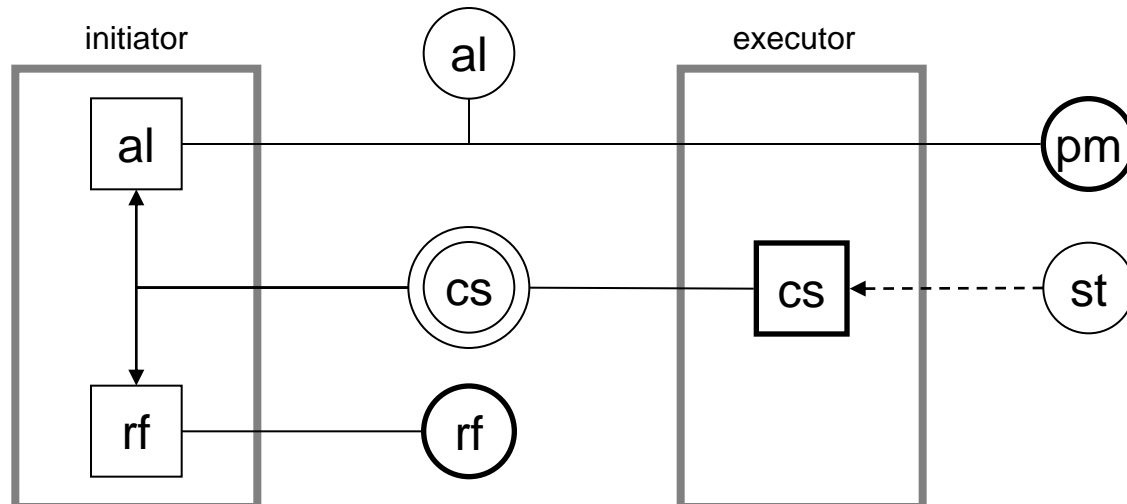 initiator
al
executor
al
pm
cs
cs
st
rf
rf